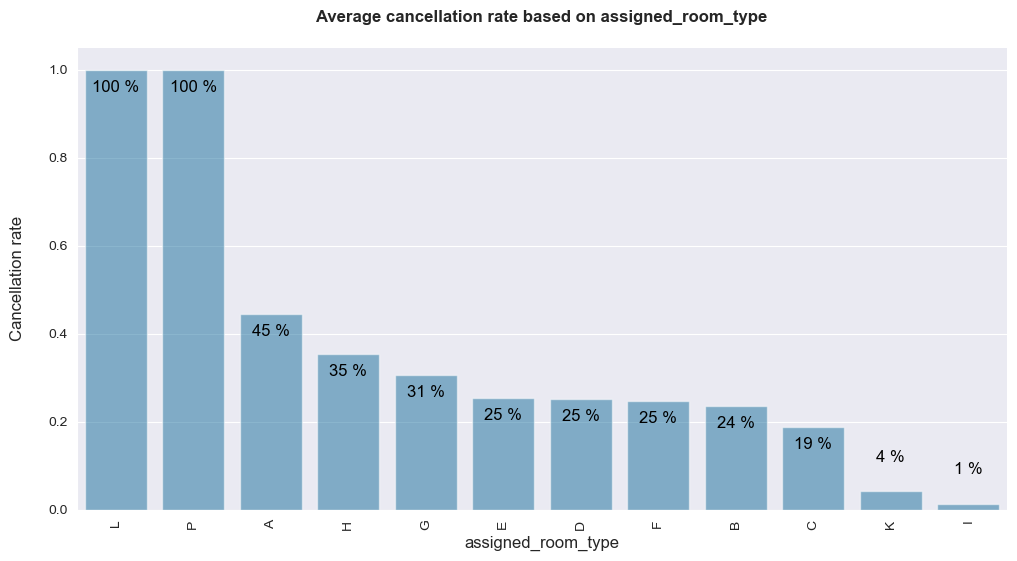 Average cancellation rate based on assigned_room_type
Cancellation rate
1.0
0.8
0.6
0.4
0.2
0.0
100 %
100 %
45 %
35 %
31 %
25 %
25 %
25 %
24 %
19 %
4 %
1 %
L
P
A
H
G
E
D
F
B
C
K
I
assigned_room_type